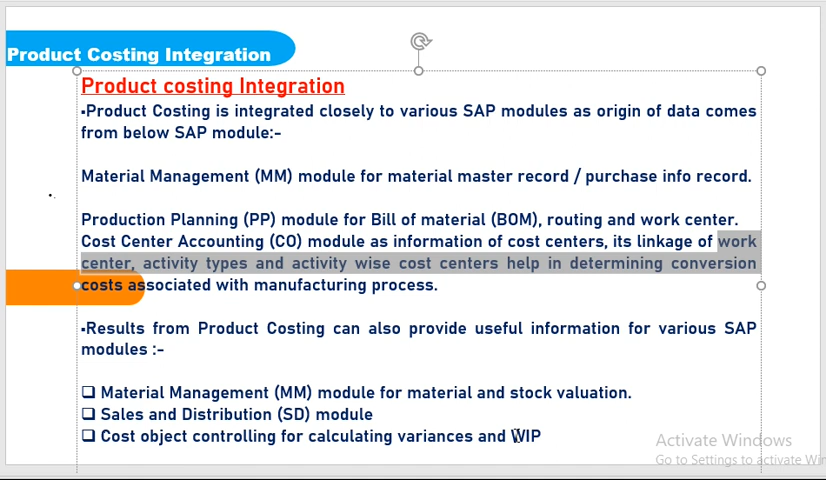 Product Costing Integration
Product costing Integration
▪Product Costing is integrated closely to various SAP modules as origin of data comes
from below SAP module:-
Material Management (MM) module for material master record / purchase info record.
Production Planning (PP) module for Bill of material (BOM), routing and work center.
Cost Center Accounting (CO) module as information of cost centers, its linkage of work
center, activity types and activity wise cost centers help in determining conversion
costs associated with manufacturing process.
▪Results from Product Costing can also provide useful information for various SAP
modules :-
❑ Material Management (MM) module for material and stock valuation.
❑ Sales and Distribution (SD) module
❑ Cost object controlling for calculating variances and WIP
Activate Windows
Go to Settings to activate Win